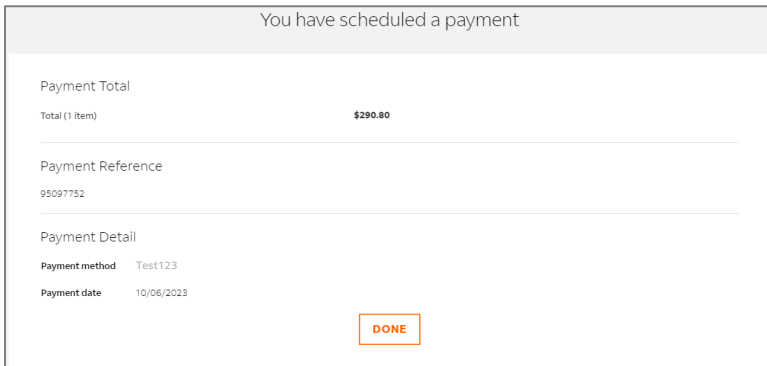 You have scheduled a payment
Payment Total
Total (1 item) $290.80
Payment Reference
95097752
Payment Detail
Payment method Test123
Payment date 10/06/2023
DONE